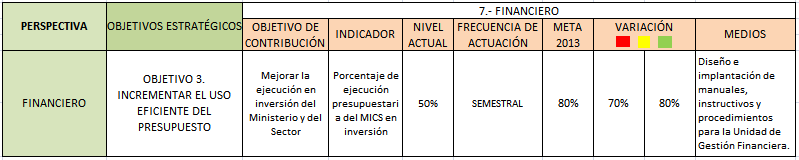 7.- FINANCIERO
PERSPECTIVA
OBJETIVOS ESTRATÉGICOS
OBJETIVO DE
CONTRIBUCIÓN
INDICADOR
NIVEL
ACTUAL
FRECUENCIA DE
ACTUACIÓN
META
2013
VARIACIÓN
MEDIOS
FINANCIERO
OBJETIVO 3.
INCREMENTAR EL USO
EFICIENTE DEL
PRESUPUESTO
Mejorar la
ejecución en
inversión del
Ministerio y del
Sector
Porcentaje de
ejecución
presupuestari
a del MICS en
inversión
50%
SEMESTRAL
80%
70%
80%
Diseño e
implantación de
manuales,
instructivos y
procedimientos
para la Unidad de
Gestión Financiera.